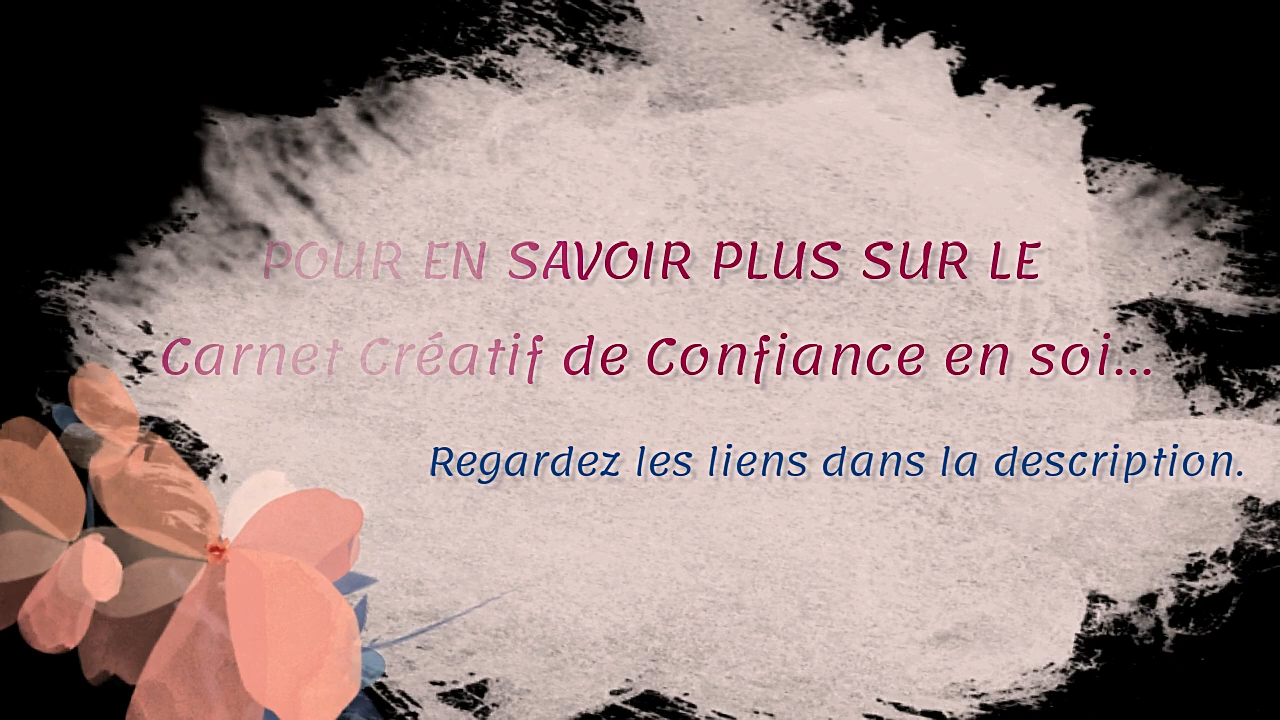 POUR EN SAVOIR PLUS SUR LE
Carnet Créatif de Confiance en soi...
Regardez les liens dans la description.